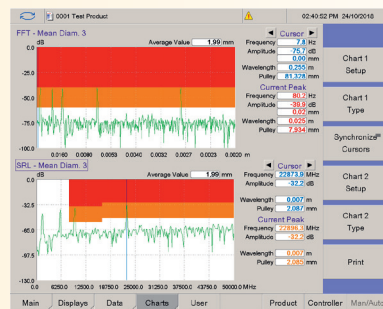 0001 Test Product
02:40:52 PM 24/10/2018
FFT - Mean Diam. 3
Cursor
dB
Average Value 1,99 mm
Frequency 7,8 Hz
Amplitude -75,7 dB
0,00 mm
Wavelength 0,255 m
Pulley 81,328 mm
Current Peak
Frequency 80,2 Hz
Amplitude -39,9 dB
0,02 mm
Wavelength 0,025 m
Pulley 7,934 mm
0.0
-25.0
-50.0
-75.0
-100.0
0.0160 0.0080 0.0053 0.0040 0.0032 0.0027 0.0023 0.0020 m
SRL - Mean Diam. 3
Cursor
dB
Average Value 1,99 mm
Frequency 22873,9 MHz
Amplitude -32,2 dB
Wavelength 0,007 m
Pulley 2,087 mm
Current Peak
Frequency 22896,3 MHz
Amplitude -32,2 dB
Wavelength 0,007 m
Pulley 2,085 mm
0.0
-32.5
-65.0
-97.5
-130.0
0.0 6250.0 12500.0 18750.0 25000.0 31250.0 37500.0 43750.0 50000.0 MHz
Chart 1
Setup
Chart 1
Type
Synchronize
Cursors
Chart 2
Setup
Chart 2
Type
Print
Main Displays Data Charts User Product Controller Man/Auto